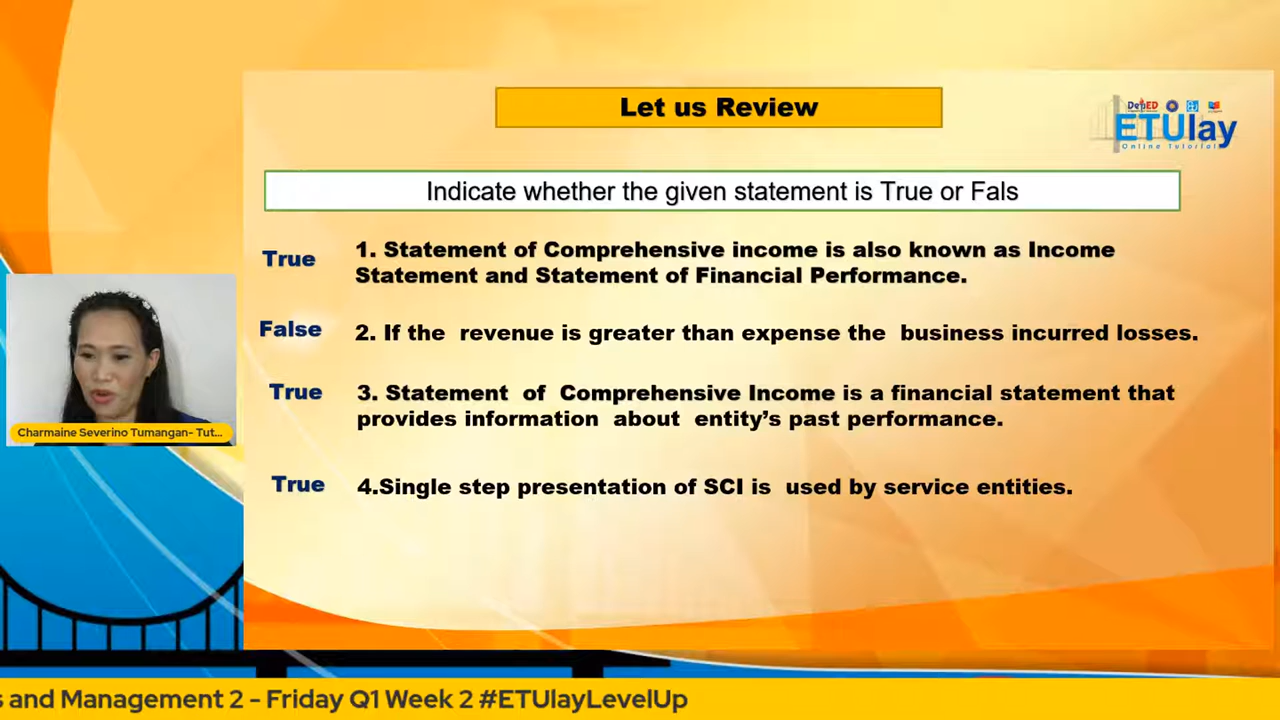 Let us Review
DepED
ETUlay
Online Tutorial
Indicate whether the given statement is True or Fals
True
1. Statement of Comprehensive income is also known as Income
Statement and Statement of Financial Performance.
False
2. If the revenue is greater than expense the business incurred losses.
True
3. Statement of Comprehensive Income is a financial statement that
provides information about entity's past performance.
True
4.Single step presentation of SCI is used by service entities.
Charmaine Severino Tumangan- Tut...
s and Management 2 - Friday Q1 Week 2 #ETUlayLevelUp